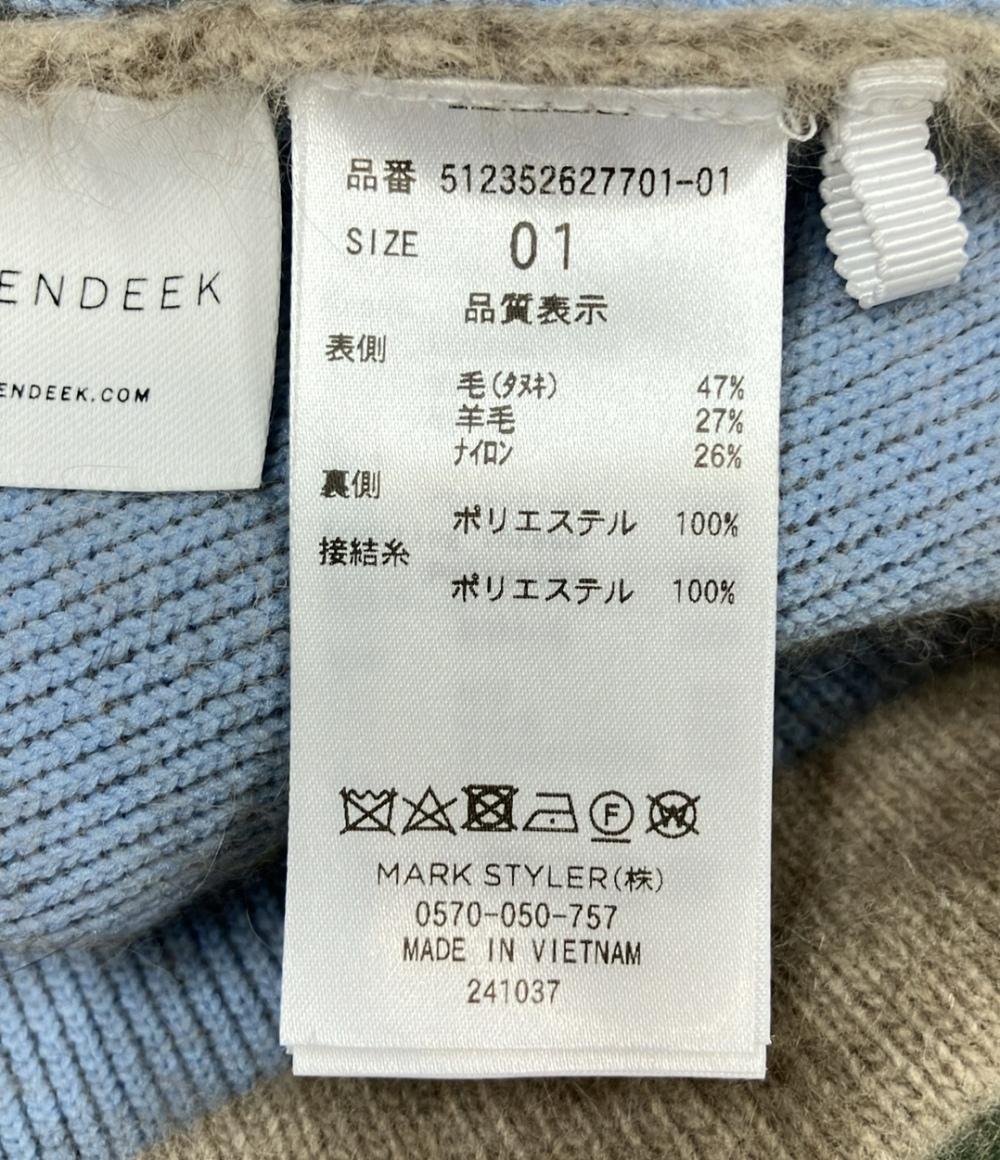 ENDEEK
ENDEEK.COM
品番 512352627701-01
SIZE 01
品質表示
表側
毛(タヌキ) 47%
羊毛 27%
ナイロン 26%
裏側
ポリエステル 100%
接結糸
ポリエステル 100%
F W
MARK STYLER(株)
0570-050-757
MADE IN VIETNAM
241037